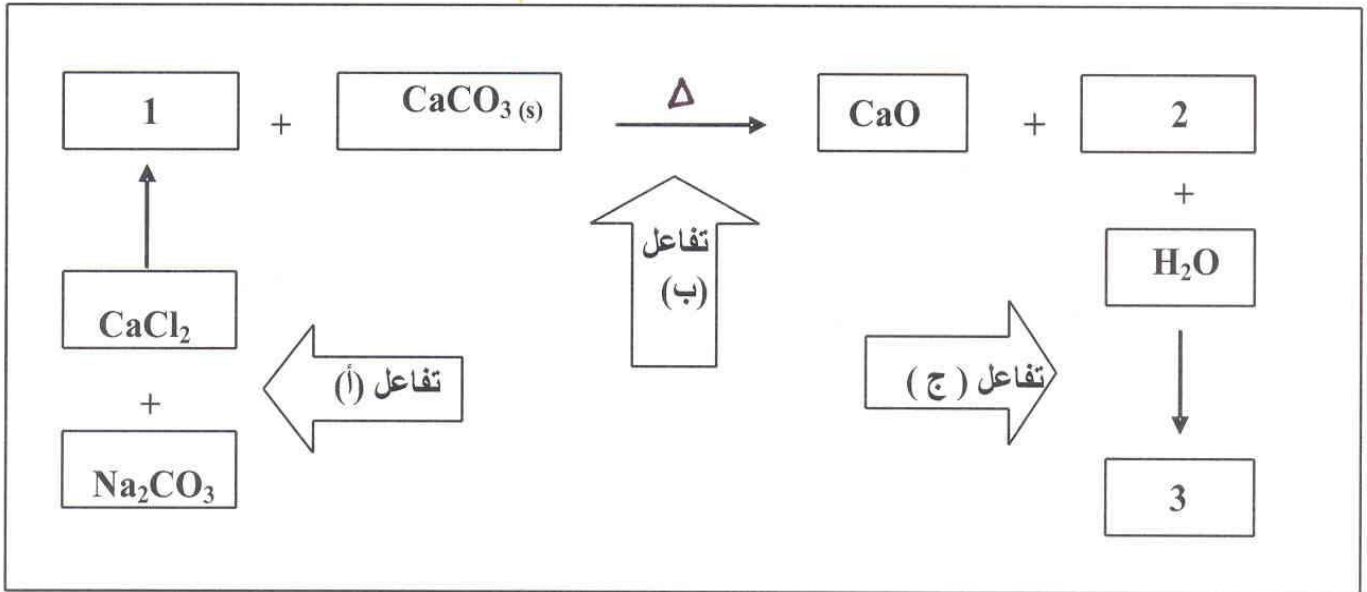 1 + CaCO₃ (s) Δ CaO + 2
+
تفاعل
(ب)
H₂O
CaCl₂
تفاعل (أ)
تفاعل ( ج )
+
Na₂CO₃
3